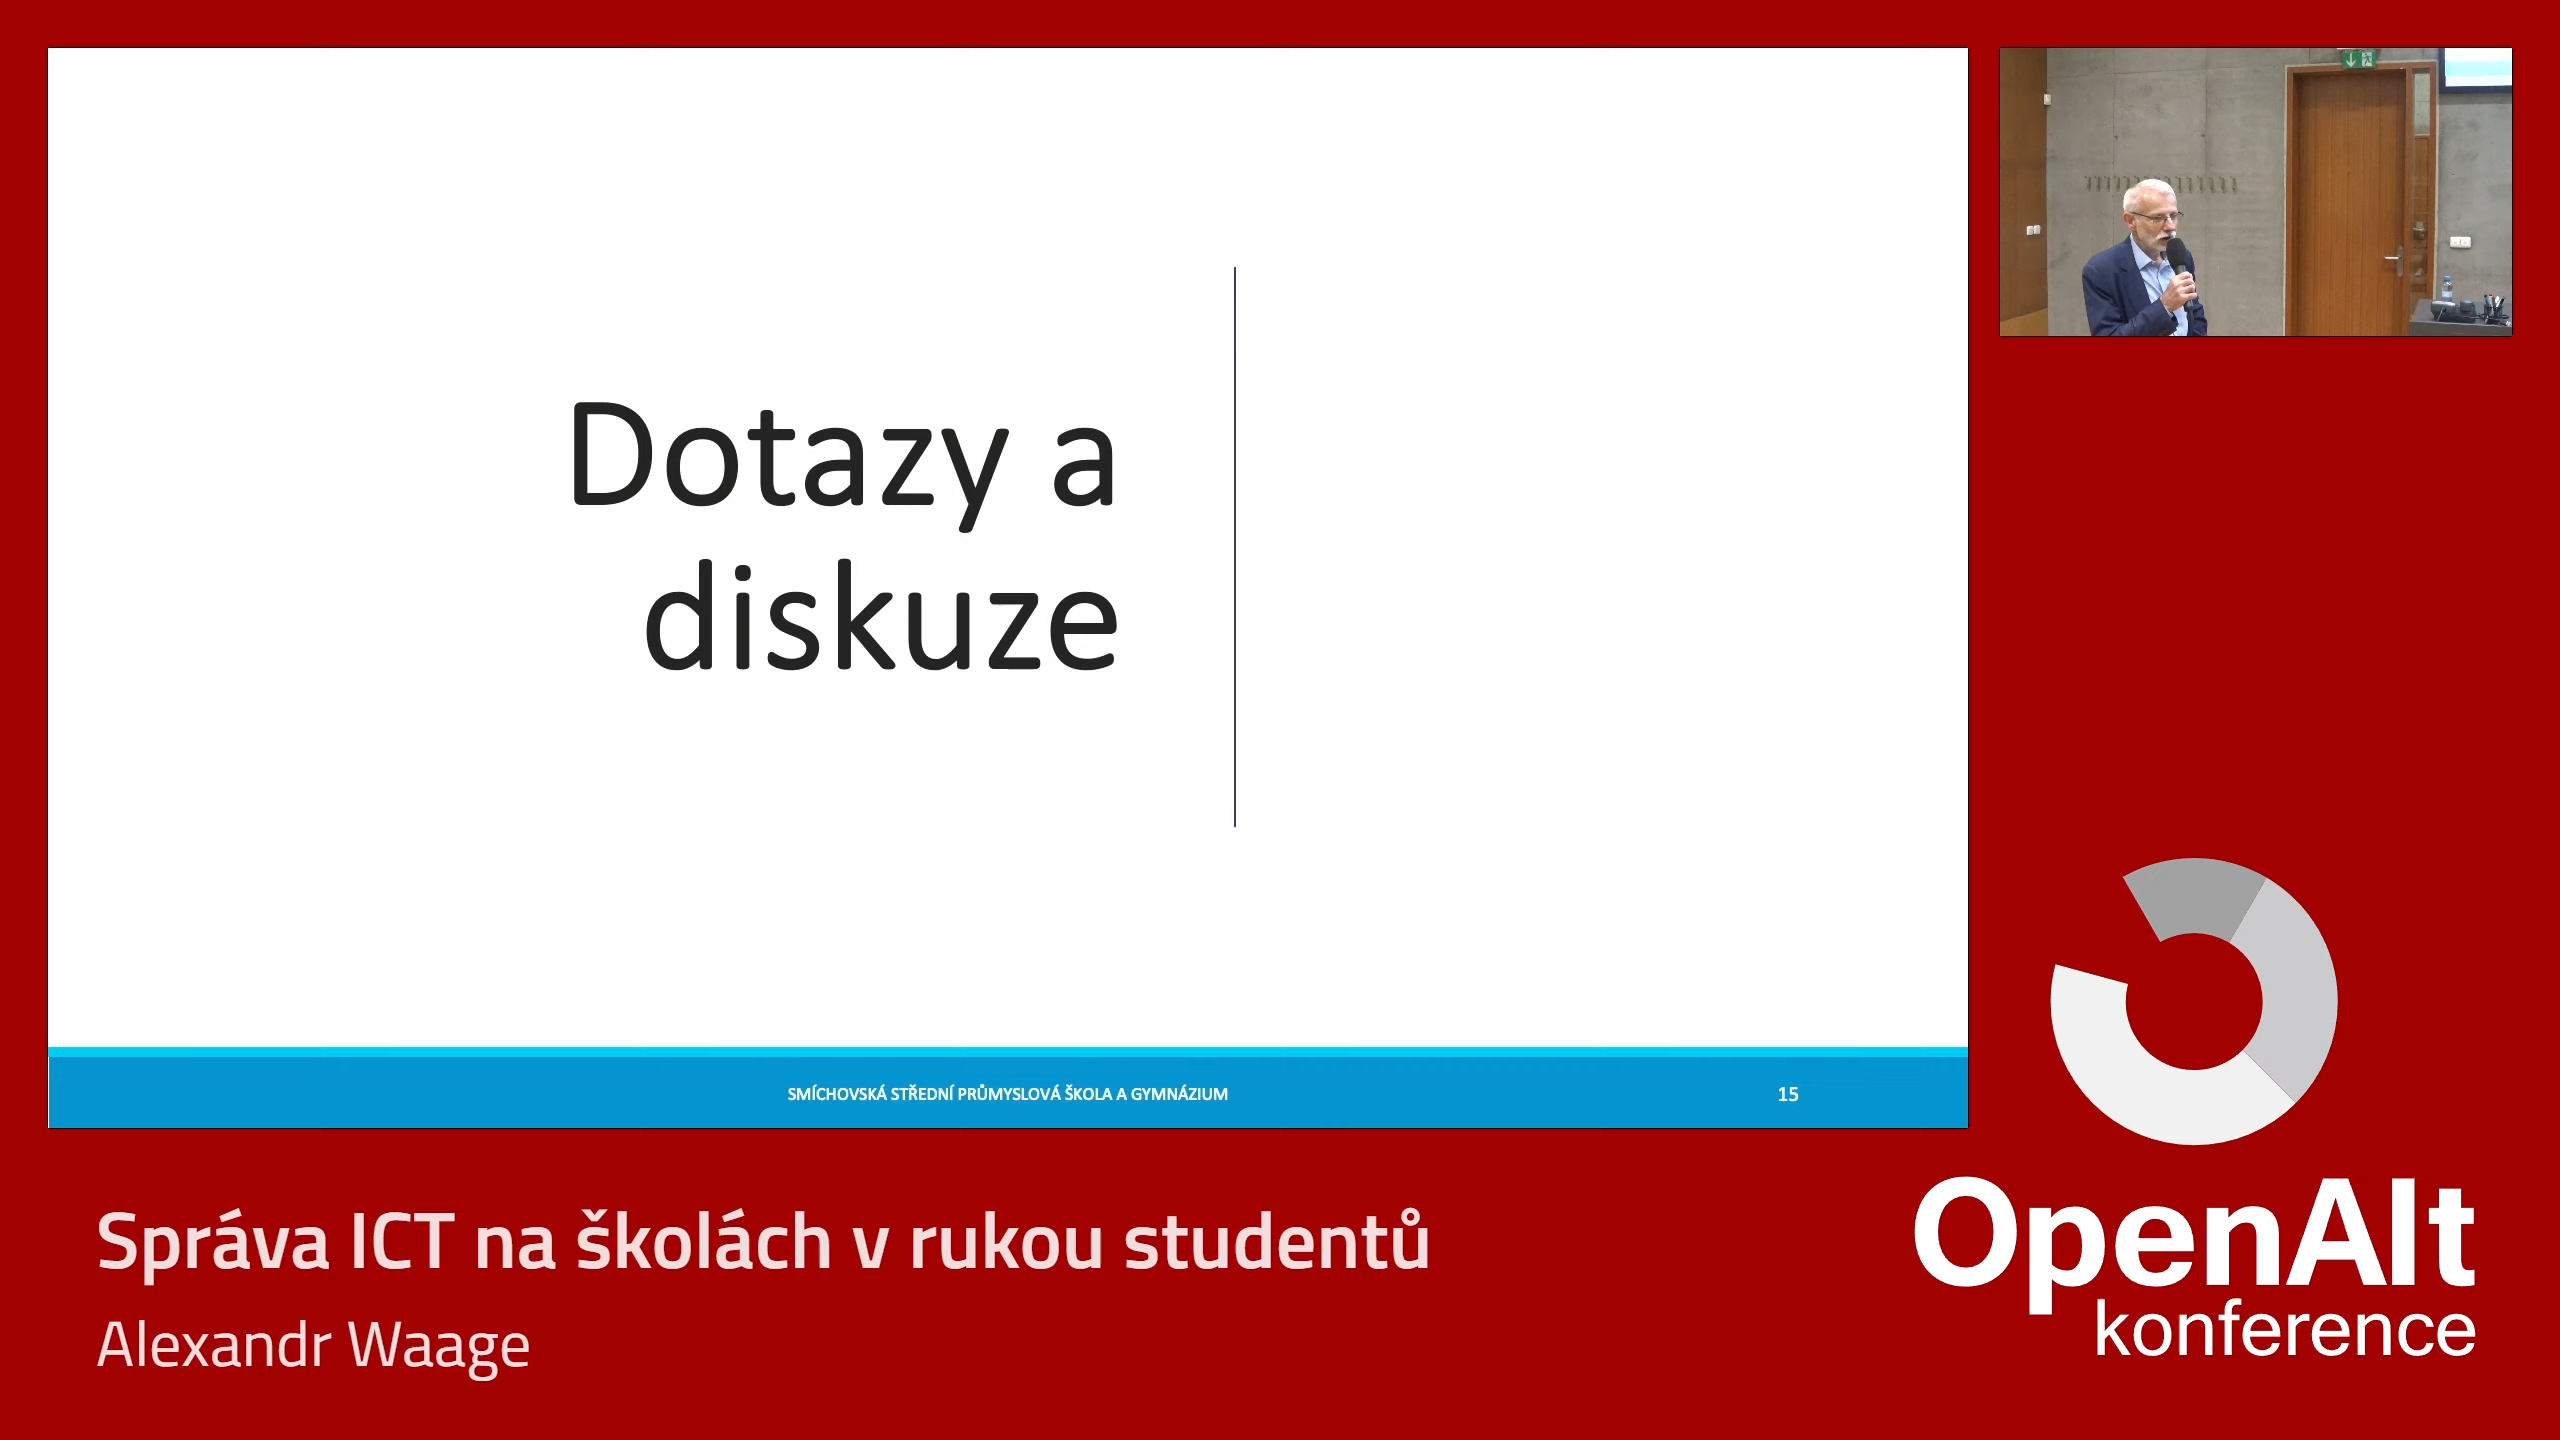 Dotazy a
diskuze
SMÍCHOVSKÁ STŘEDNÍ PRŮMYSLOVÁ ŠKOLA A GYMNÁZIUM
15
Správa ICT na školách v rukou studentů
Alexandr Waage
OpenAlt
konference